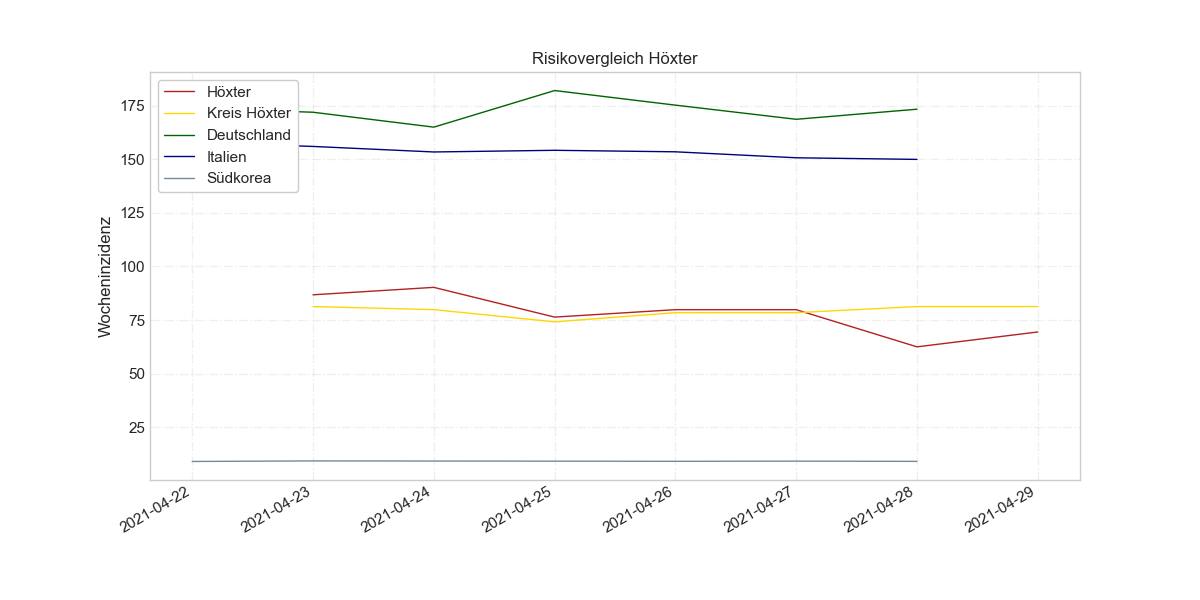 Risikovergleich Höxter
Höxter
Kreis Höxter
Deutschland
Italien
Südkorea
Wocheninzidenz
175
150
125
100
75
50
25
2021-04-22
2021-04-23
2021-04-24
2021-04-25
2021-04-26
2021-04-27
2021-04-28
2021-04-29